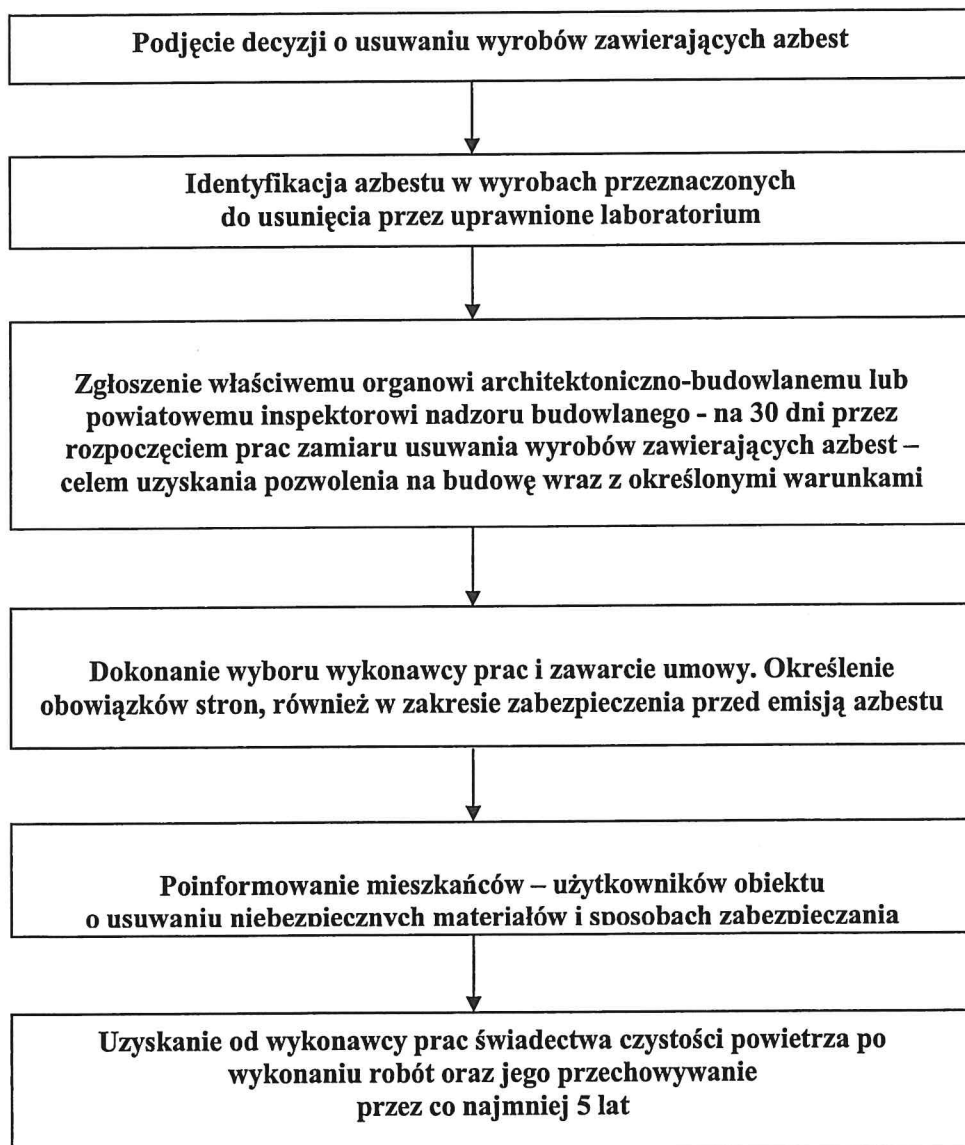 Podjęcie decyzji o usuwaniu wyrobów zawierających azbest
Identyfikacja azbestu w wyrobach przeznaczonych
do usunięcia przez uprawnione laboratorium
Zgłoszenie właściwemu organowi architektoniczno-budowlanemu lub
powiatowemu inspektorowi nadzoru budowlanego - na 30 dni przez
rozpoczęciem prac zamiaru usuwania wyrobów zawierających azbest –
celem uzyskania pozwolenia na budowę wraz z określonymi warunkami
Dokonanie wyboru wykonawcy prac i zawarcie umowy. Określenie
obowiązków stron, również w zakresie zabezpieczenia przed emisją azbestu
Poinformowanie mieszkańców – użytkowników obiektu
o usuwaniu niebezpiecznych materiałów i sposobach zabezpieczania
Uzyskanie od wykonawcy prac świadectwa czystości powietrza po
wykonaniu robót oraz jego przechowywanie
przez co najmniej 5 lat